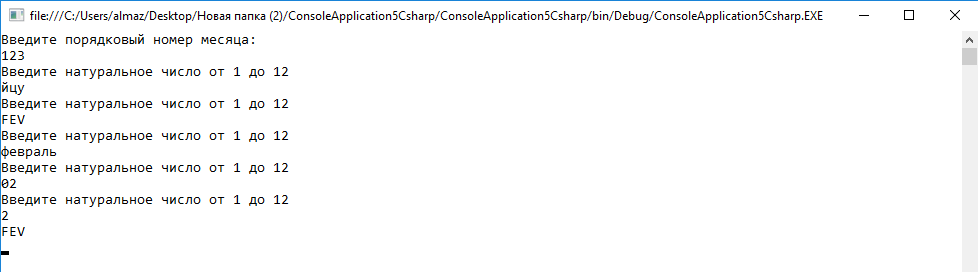 file:///C:/Users/almaz/Desktop/Новая папка (2)/ConsoleApplication5Csharp/ConsoleApplication5Csharp/bin/Debug/ConsoleApplication5Csharp.EXE
Введите порядковый номер месяца:
123
Введите натуральное число от 1 до 12
йцу
Введите натуральное число от 1 до 12
FEV
Введите натуральное число от 1 до 12
февраль
Введите натуральное число от 1 до 12
02
Введите натуральное число от 1 до 12
2
FEV